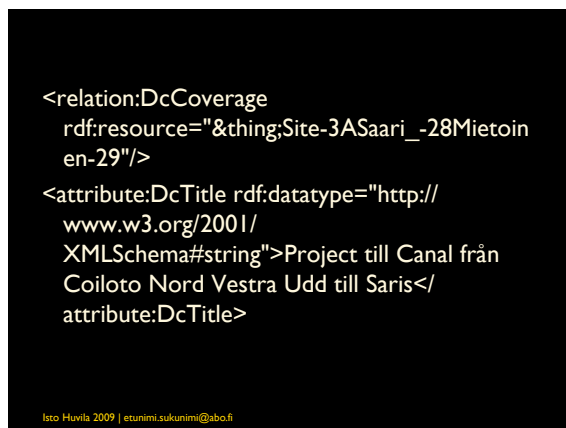 <relation:DcCoverage
rdf:resource="&thing;Site-3ASaari_-28Mietoin
en-29"/>
<attribute:DcTitle rdf:datatype="http://
www.w3.org/2001/
XMLSchema#string">Project till Canal från
Coiloto Nord Vestra Udd till Saris</
attribute:DcTitle>
Isto Huvila 2009 | etunimi.sukunimi@abo.fi